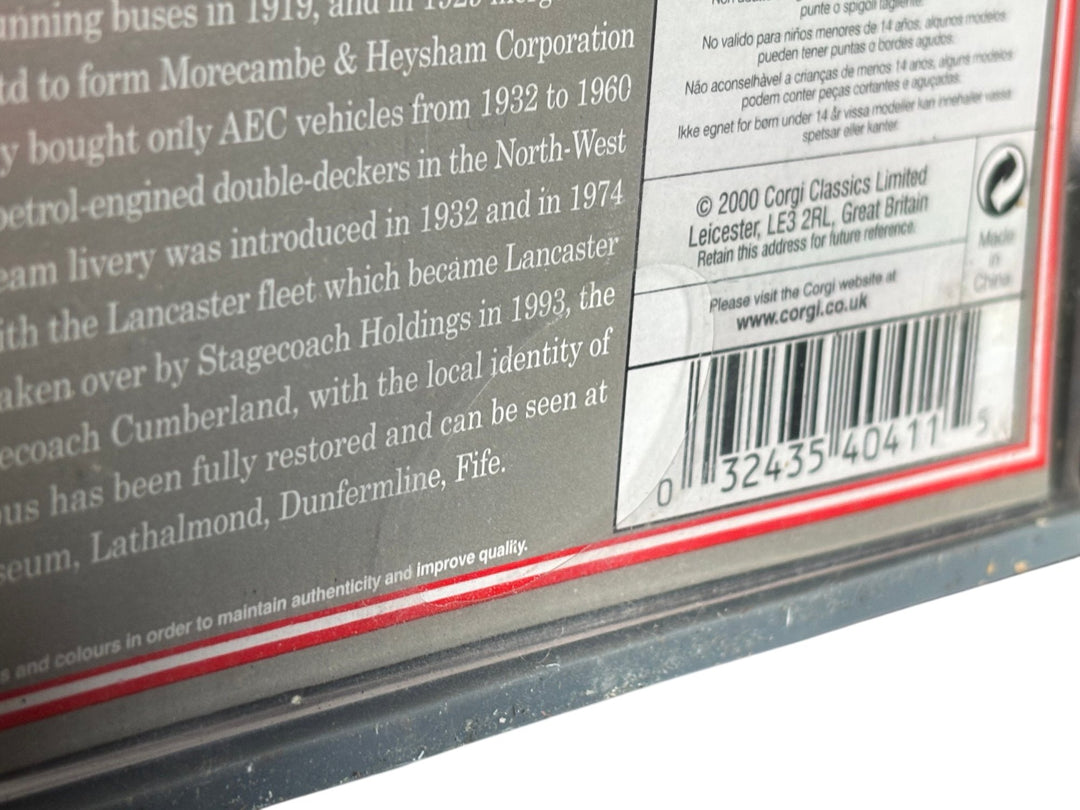 running buses in 1919, and in
td to form Morecambe & Heysham Corporation
y bought only AEC vehicles from 1932 to 1960
petrol-engined double-deckers in the North-West
eam livery was introduced in 1932 and in 1974
ith the Lancaster fleet which became Lancaster
aken over by Stagecoach Holdings in 1993, the
ecoach Cumberland, with the local identity of
ous has been fully restored and can be seen at
seum, Lathalmond, Dunfermline, Fife.
s and colours in order to maintain authenticity and improve quality.
punte o spigoli taglienti.
No valido para niños menores de 14 años, algunos modelos
pueden tener puntas o bordes agudos.
Não aconselhàvel a crianças de menos 14 anos, alguns modelos
podem conter peças cortantes e aguçadas.
Ikke egnet for børn under 14 år vissa modeller kan innehaller vassa
spetsar eller kanter.
© 2000 Corgi Classics Limited
Leicester, LE3 2RL, Great Britain
Retain this address for future reference.
Made
in
China
Please visit the Corgi website at
www.corgi.co.uk
0 32435 40411 5